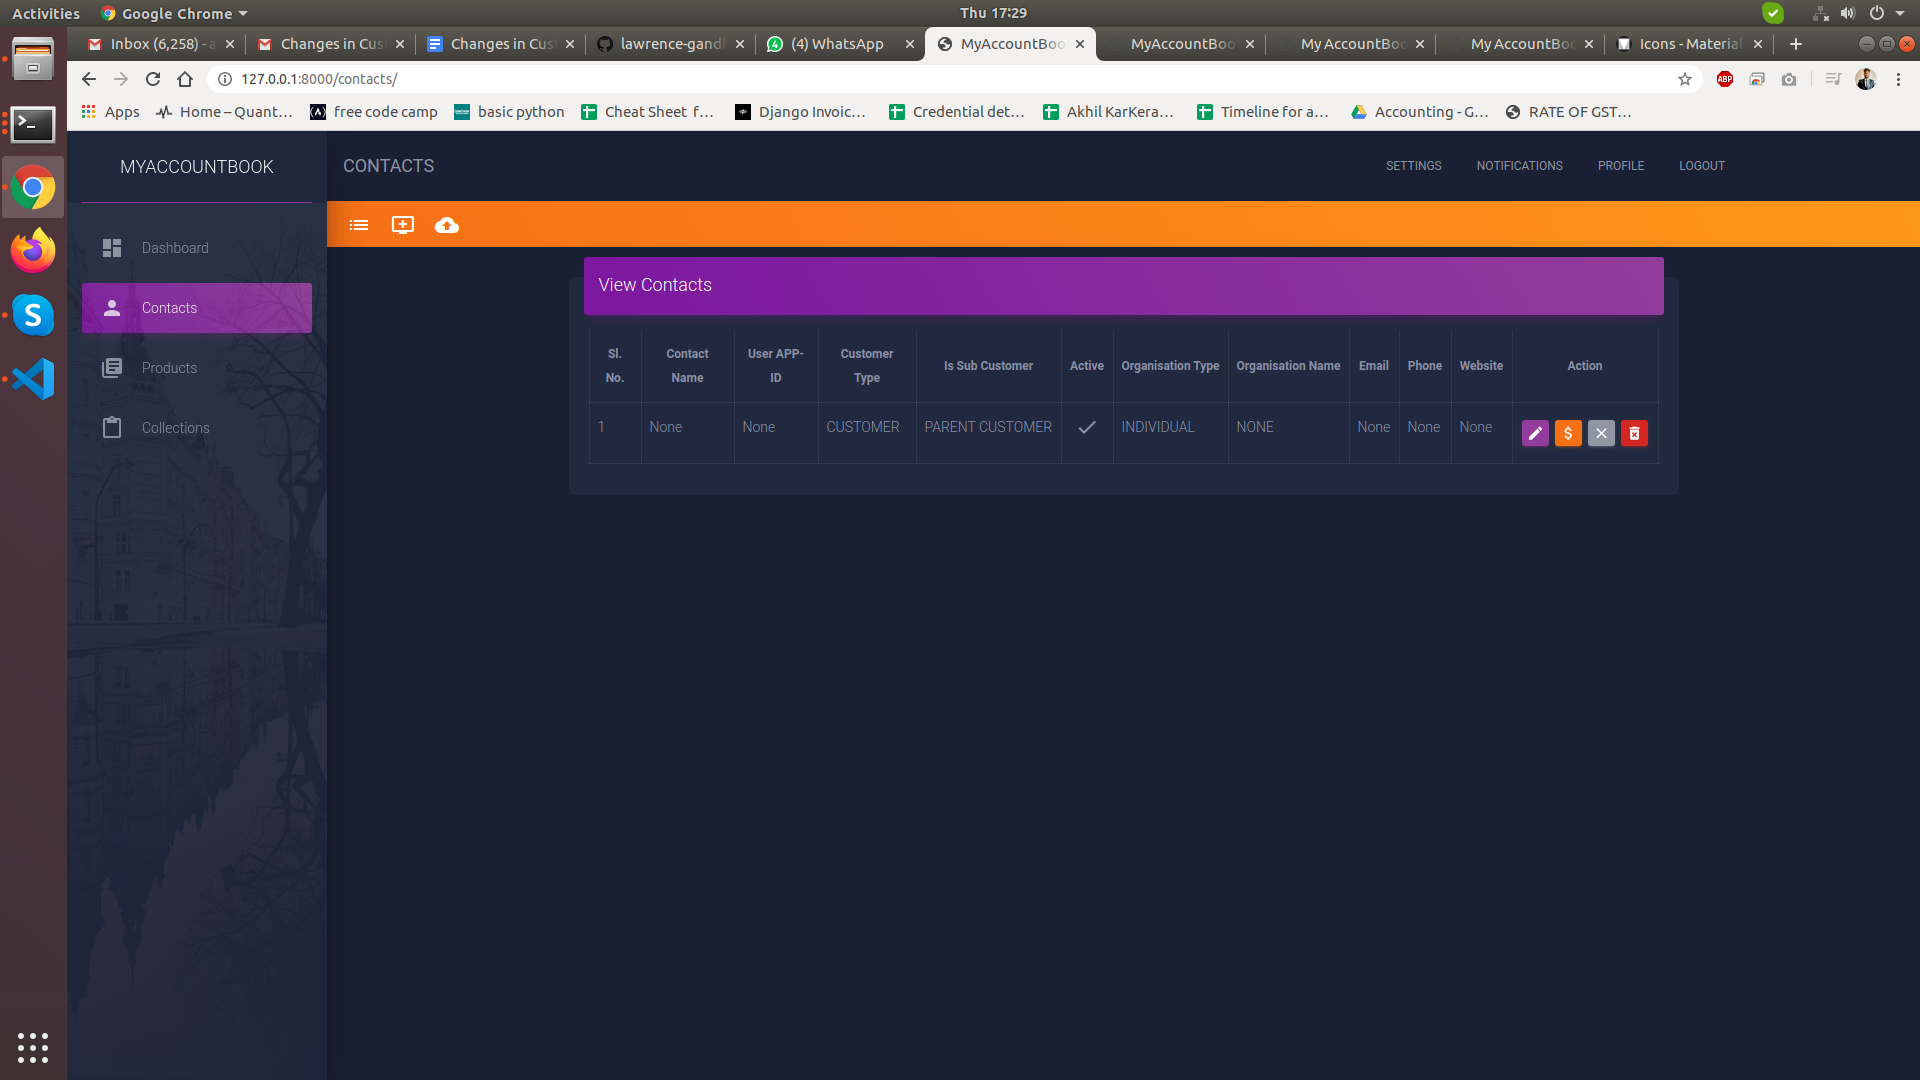 Activities Google Chrome Thu 17:29
Inbox (6,258) - a Changes in Cus Changes in Cus lawrence-gandl (4) WhatsApp MyAccountBoo MyAccountBoo My AccountBoo My AccountBoo Icons - Material
127.0.0.1:8000/contacts/
Apps Home – Quant... free code camp basic python Cheat Sheet f... Django Invoic... Credential det... Akhil KarKera... Timeline for a... Accounting - G... RATE OF GST...
MYACCOUNTBOOK
CONTACTS SETTINGS NOTIFICATIONS PROFILE LOGOUT
Dashboard
Contacts
Products
Collections
View Contacts
Sl. No. Contact Name User APP-ID Customer Type Is Sub Customer Active Organisation Type Organisation Name Email Phone Website Action
1 None None CUSTOMER PARENT CUSTOMER INDIVIDUAL NONE None None None